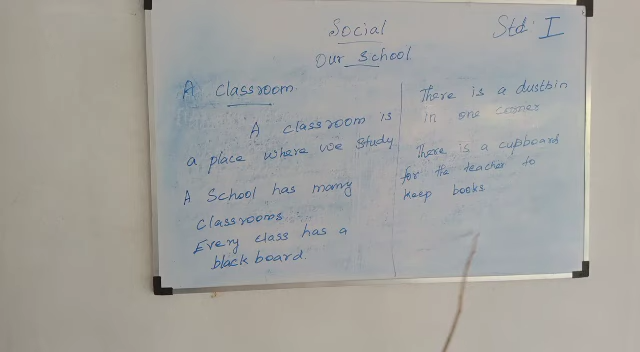 Social
Std: I
Our School
A classroom.
A classroom is
a place where we study
A School has many
classrooms.
Every class has a
black board.
There is a dustbin
in one corner
There is a cupboard
for the teacher to
keep books